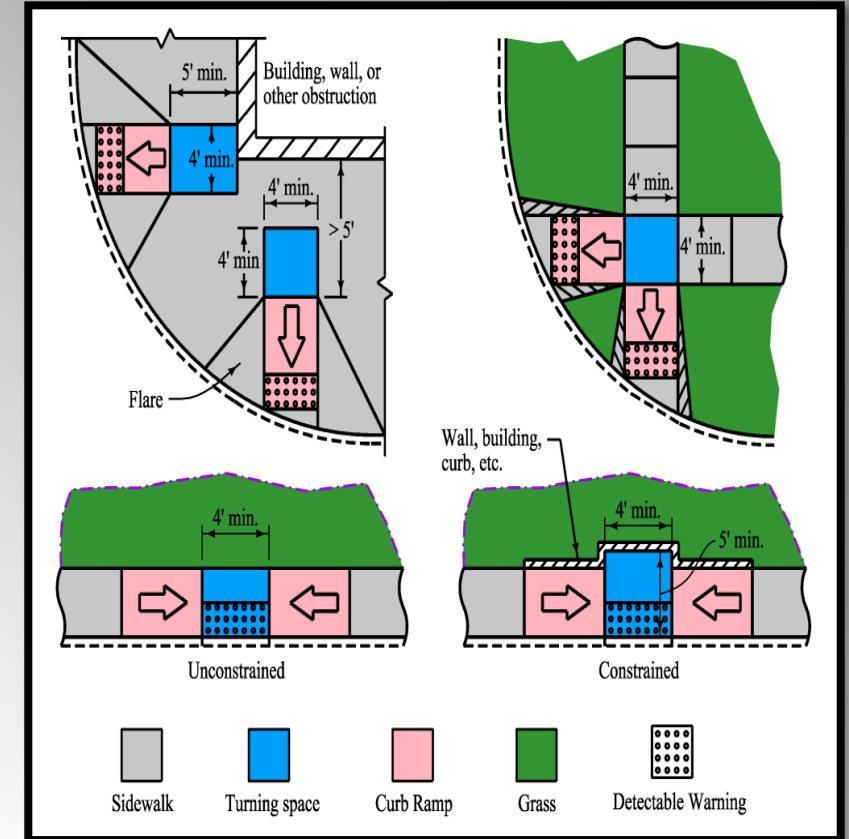 5' min.
Building, wall, or
other obstruction
4' min.
4' min.
> 5'
4' min
Flare
4' min.
4' min.
Wall, building,
curb, etc.
4' min.
4' min.
5' min.
Unconstrained
Constrained
Sidewalk
Turning space
Curb Ramp
Grass
Detectable Warning